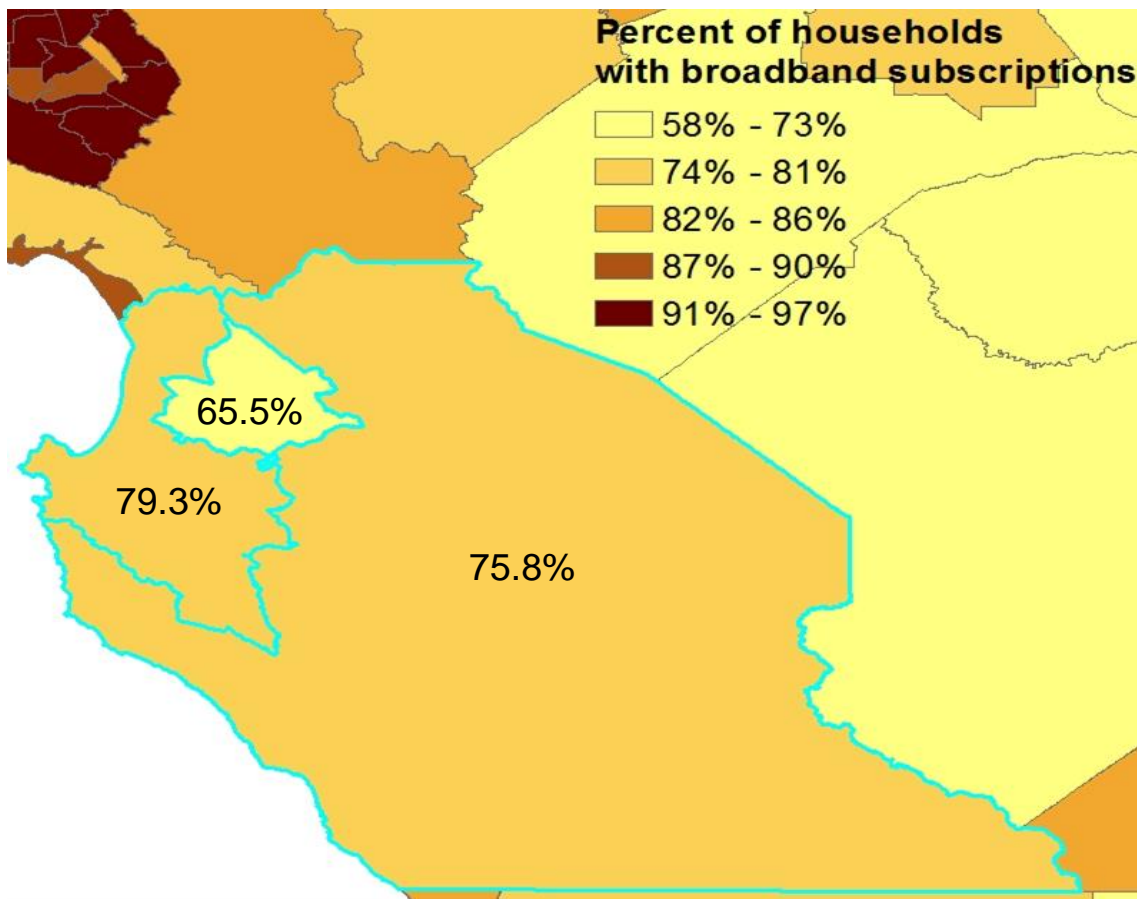 Percent of households
with broadband subscriptions
58% - 73%
74% - 81%
82% - 86%
87% - 90%
91% - 97%
65.5%
79.3%
75.8%